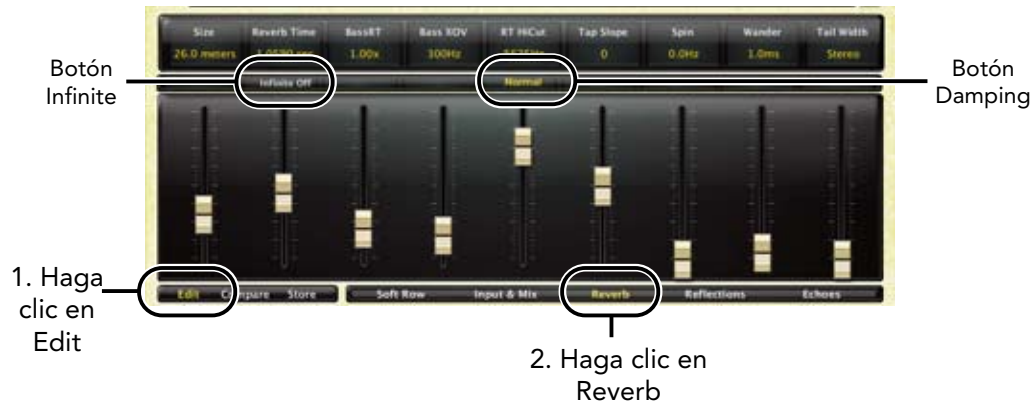 Size Reverb Time BassRT Bass XOV RT HiCut Tap Slope Spin Wander Tail Width
26.0 meters 1.00x 300Hz 0 0.0Hz 1.0ms Stereo
Botón
Infinite
Infinite Off Normal
Botón
Damping
1. Haga
clic en
Edit
Edit Compare Store Soft Row Input & Mix Reverb Reflections Echoes
2. Haga clic en
Reverb